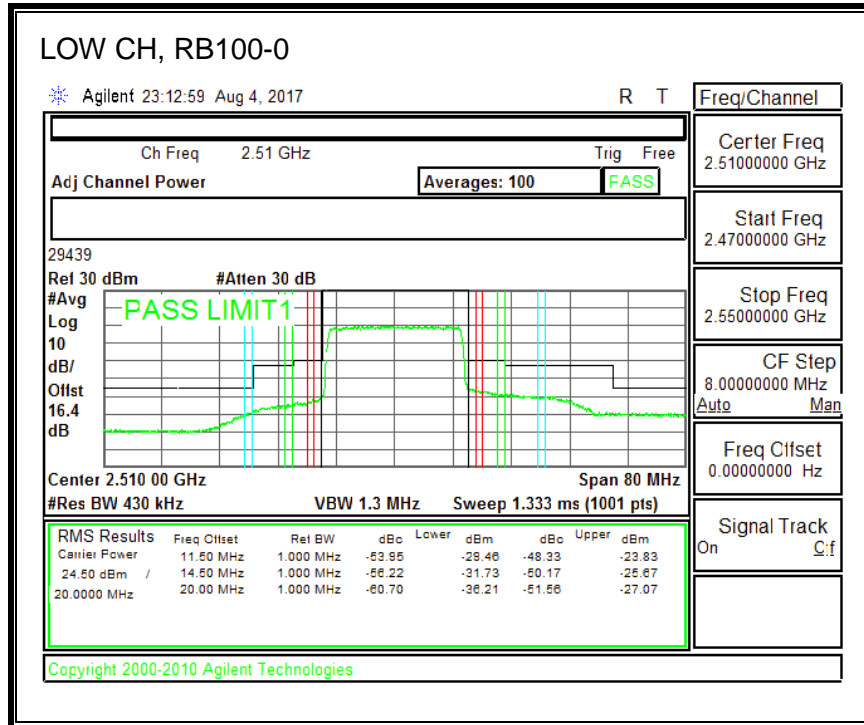 LOW CH, RB100-0
Agilent 23:12:59 Aug 4, 2017 R T
Freq/Channel
Ch Freq 2.51 GHz Trig Free
Adj Channel Power Averages: 100 PASS
Center Freq
2.51000000 GHz
Start Freq
2.47000000 GHz
29439
Ref 30 dBm #Atten 30 dB
#Avg
Log
10
dB/
Offst
16.4
dB
PASS LIMIT1
Stop Freq
2.55000000 GHz
CF Step
8.00000000 MHz
Auto Man
Freq Offset
0.00000000 Hz
Center 2.510 00 GHz Span 80 MHz
#Res BW 430 kHz VBW 1.3 MHz Sweep 1.333 ms (1001 pts)
Signal Track
On Off
RMS Results Freq Offset Ref BW dBc Lower dBm dBc Upper dBm
Carrier Power 11.50 MHz 1.000 MHz -53.95 -29.46 -48.33 -23.83
24.50 dBm / 14.50 MHz 1.000 MHz -56.22 -31.73 -50.17 -25.67
20.0000 MHz 20.00 MHz 1.000 MHz -60.70 -36.21 -51.56 -27.07
Copyright 2000-2010 Agilent Technologies